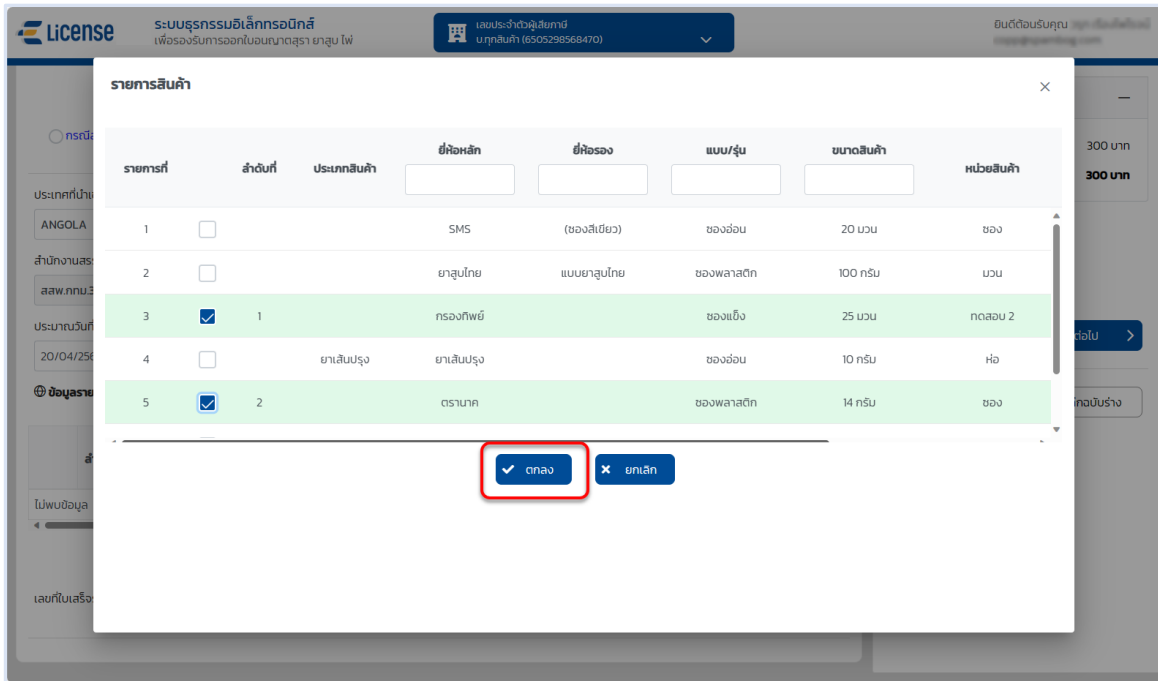 License
ระบบธุรกรรมอิเล็กทรอนิกส์
เพื่อรองรับการออกใบอนุญาตสุรา ยาสูบ ไพ่
เลขประจำตัวผู้เสียภาษี
บ.ทุกสินค้า (6505298568470)
ยินดีต้อนรับคุณ
รายการสินค้า
รายการที่
ลำดับที่
ประเภทสินค้า
ยี่ห้อหลัก
ยี่ห้อรอง
แบบ/รุ่น
ขนาดสินค้า
หน่วยสินค้า
1 SMS (ซองสีเขียว) ซองอ่อน 20 มวน ซอง
2 ยาสูบไทย แบบยาสูบไทย ซองพลาสติก 100 กรัม มวน
3 1 กรองทิพย์ ซองแข็ง 25 มวน ทดสอบ 2
4 ยาเส้นปรุง ยาเส้นปรุง ซองอ่อน 10 กรัม ห่อ
5 2 ตรานาค ซองพลาสติก 14 กรัม ซอง
ตกลง
ยกเลิก
ANGOLA
สสพ.กทม.3
20/04/256
ไม่พบข้อมูล
300 บาท
300 บาท